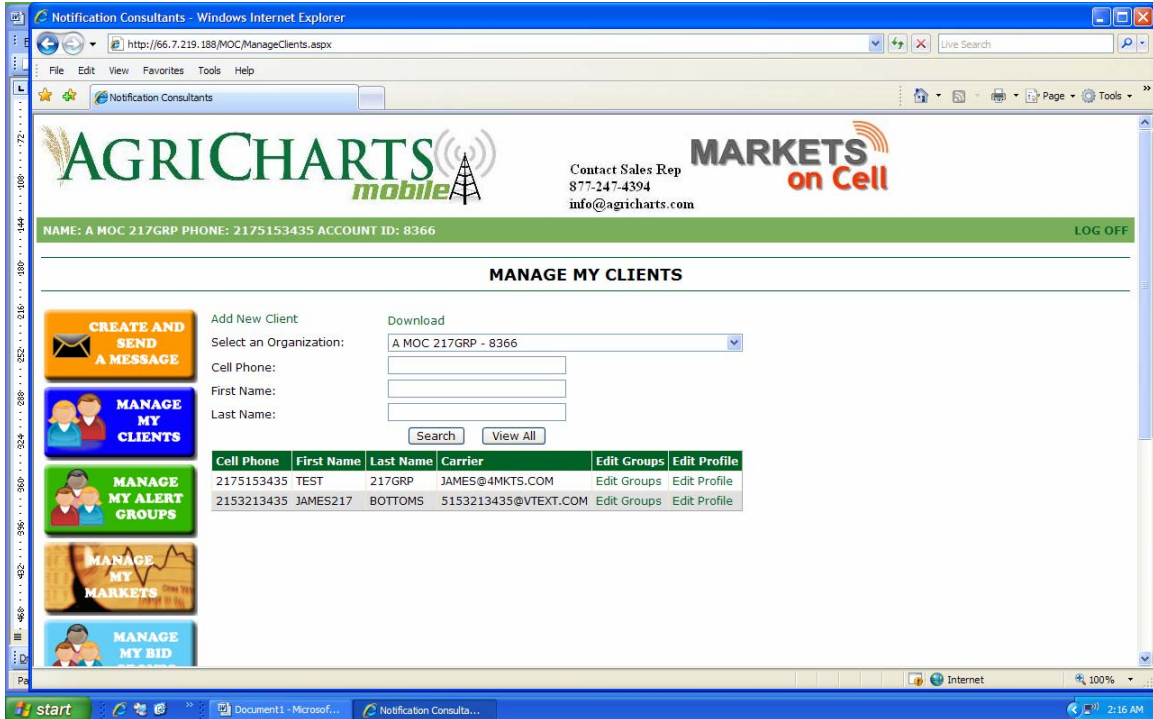 Notification Consultants - Windows Internet Explorer
http://66.7.219.188/MOC/ManageClients.aspx
Live Search
File Edit View Favorites Tools Help
Notification Consultants
Page Tools
AGRICHARTS
mobile
Contact Sales Rep
877-247-4394
info@agricharts.com
MARKETS
on Cell
NAME: A MOC 217GRP PHONE: 2175153435 ACCOUNT ID: 8366
LOG OFF
MANAGE MY CLIENTS
CREATE AND
SEND
A MESSAGE
MANAGE
MY
CLIENTS
MANAGE
MY ALERT
GROUPS
MANAGE
MY
MARKETS
MANAGE
MY BID
Add New Client Download
Select an Organization: A MOC 217GRP - 8366
Cell Phone:
First Name:
Last Name:
Search View All
Cell Phone First Name Last Name Carrier Edit Groups Edit Profile
2175153435 TEST 217GRP JAMES@4MKTS.COM Edit Groups Edit Profile
2153213435 JAMES217 BOTTOMS 5153213435@VTEXT.COM Edit Groups Edit Profile
Internet 100%
start Document1 - Microsof... Notification Consulta... 2:16 AM